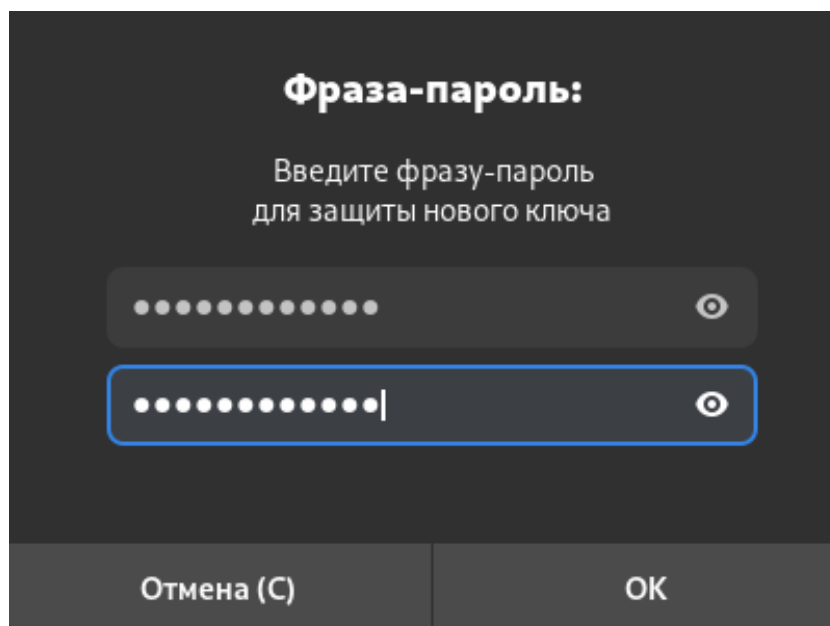 Фраза-пароль:
Введите фразу-пароль
для защиты нового ключа
●●●●●●●●●●●●
●●●●●●●●●●●●
Отмена (C)
OK